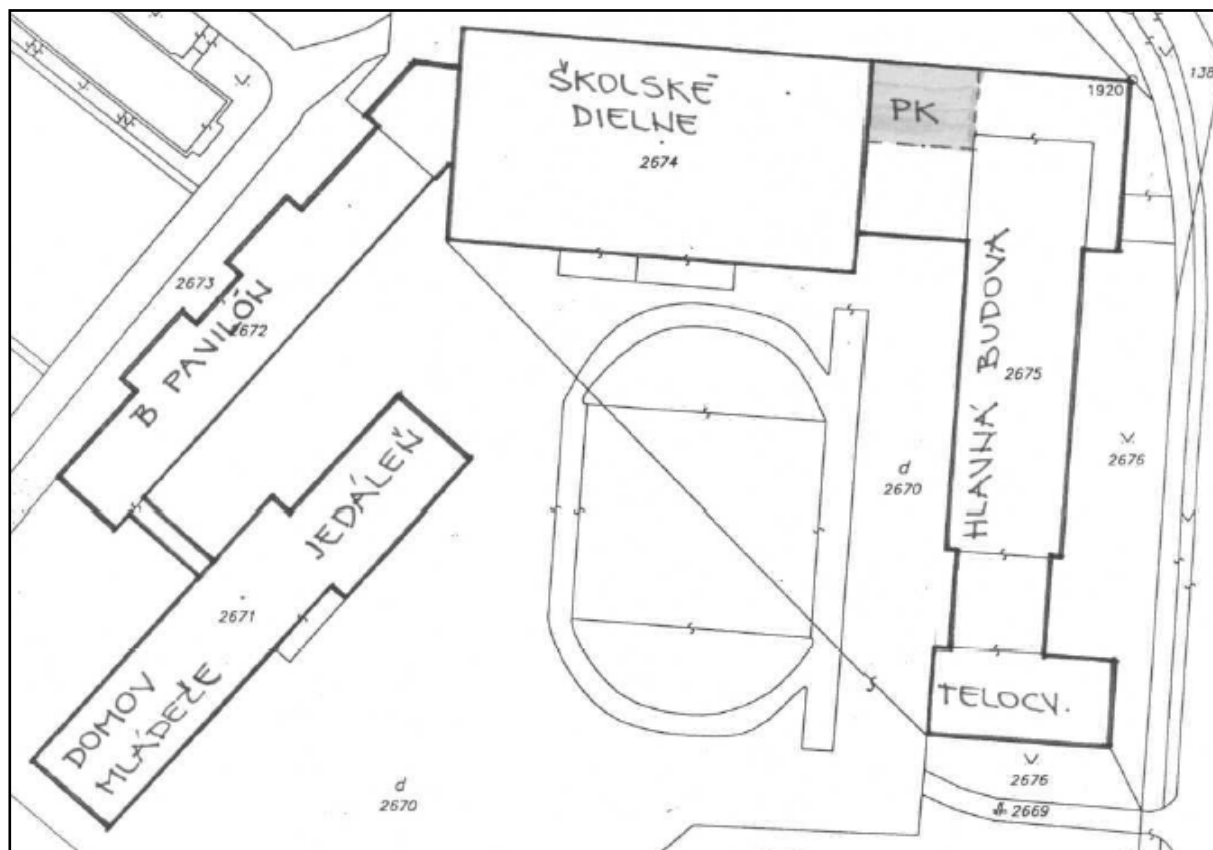 ŠKOLSKÉ
DIELNE
2674
PK
1920
138
2673
2672
B PAVILÓN
HLAVNÁ BUDOVA
2675
d
2670
v
2676
JEDÁLEŇ
2671
DOMOV
MLÁDEŽE
TELOCV.
d
2670
v
2676
2669